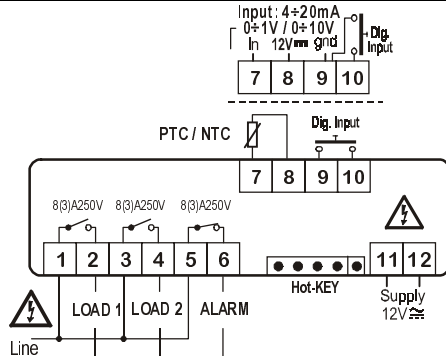 Input: 4÷20mA
0÷1V / 0÷10V
In 12V⎓ gnd
Dig.
Input
7 8 9 10
PTC / NTC
Dig. Input
7 8 9 10
8(3)A250V 8(3)A250V 8(3)A250V
1 2 3 4 5 6
11 12
Hot-KEY
LOAD 1 LOAD 2 ALARM
Supply
12V≂
Line